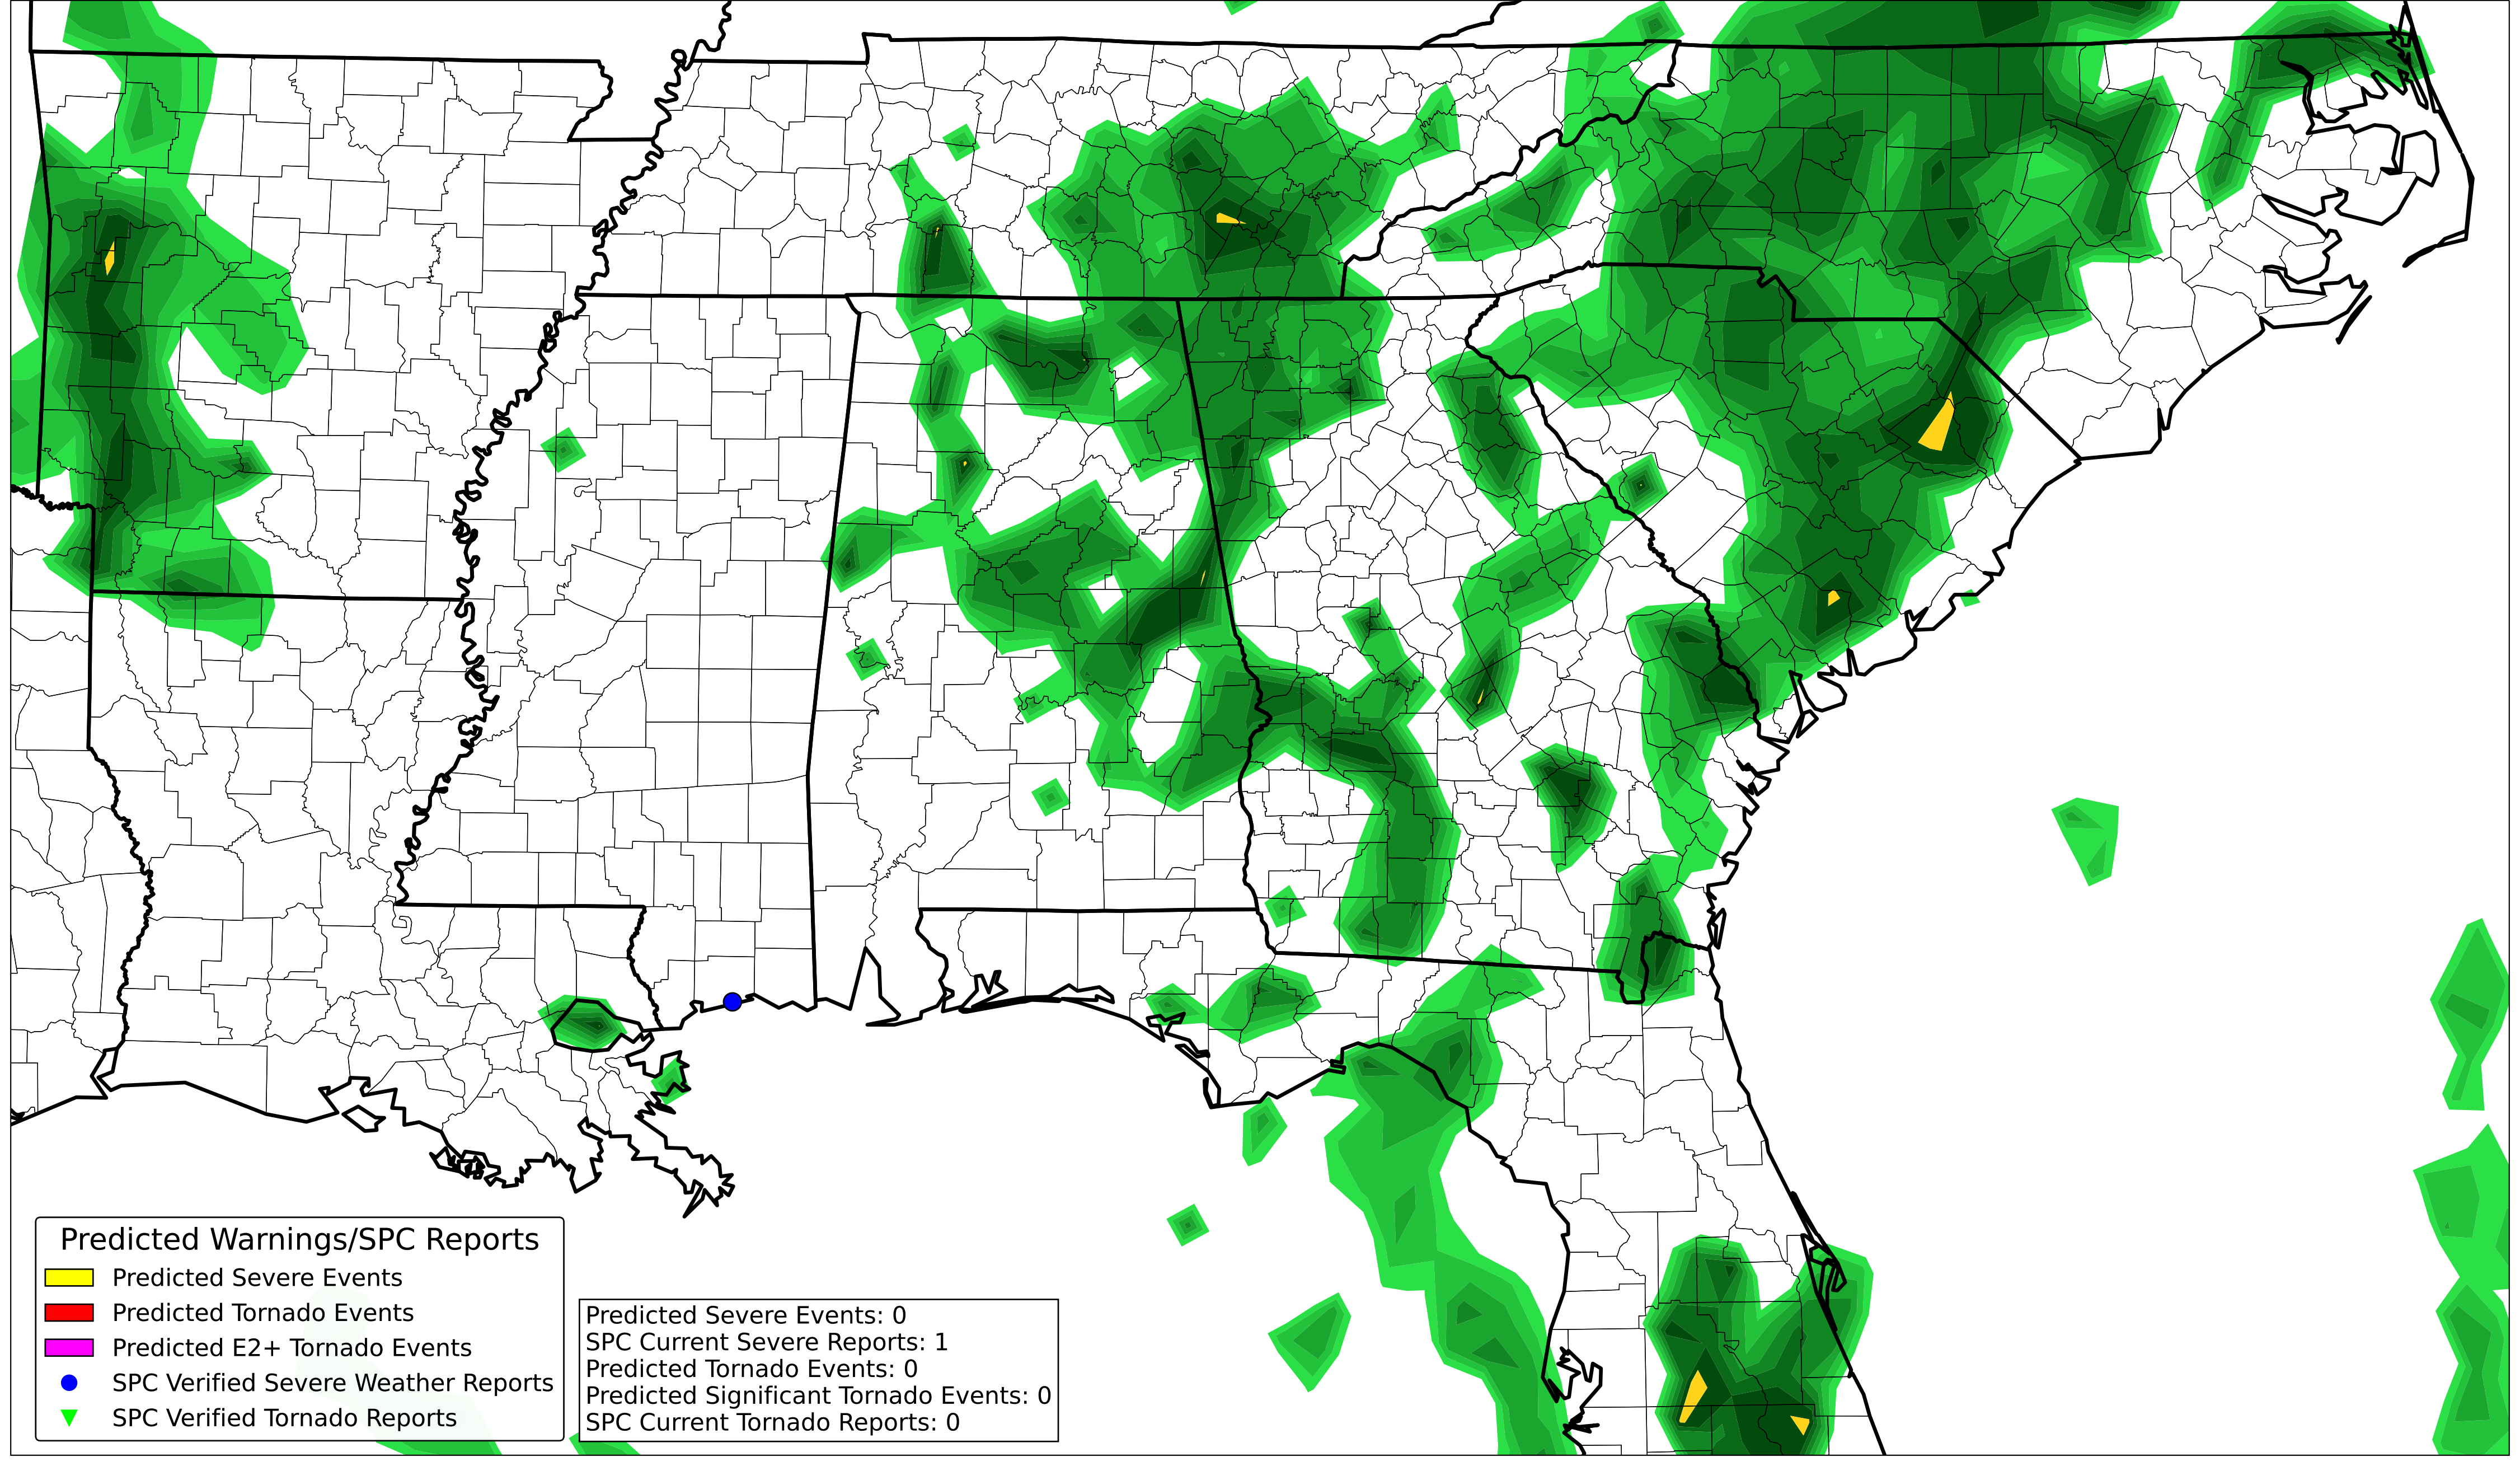 Predicted Warnings/SPC Reports
Predicted Severe Events
Predicted Tornado Events
Predicted E2+ Tornado Events
SPC Verified Severe Weather Reports
SPC Verified Tornado Reports
Predicted Severe Events: 0
SPC Current Severe Reports: 1
Predicted Tornado Events: 0
Predicted Significant Tornado Events: 0
SPC Current Tornado Reports: 0